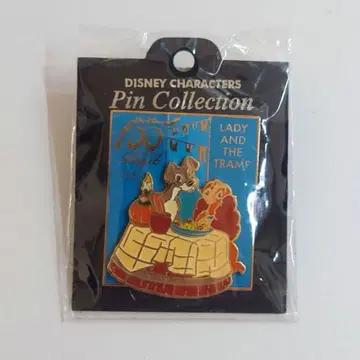 DISNEY CHARACTERS
Pin Collection
100
LADY
AND THE
TRAMP